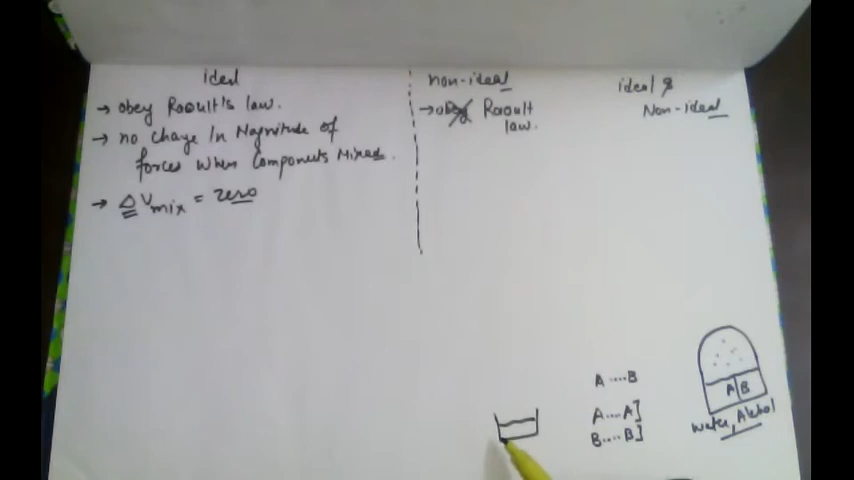 ideal
→ obey Raoult's law.
→ no change In Magnitude of
forces When Components Mixed.
→ ΔVmix = zero
non-ideal
→ obey Raoult
law.
ideal &
Non-ideal
A ····B
A....A]
B....B]
A|B
Water, Alcohol